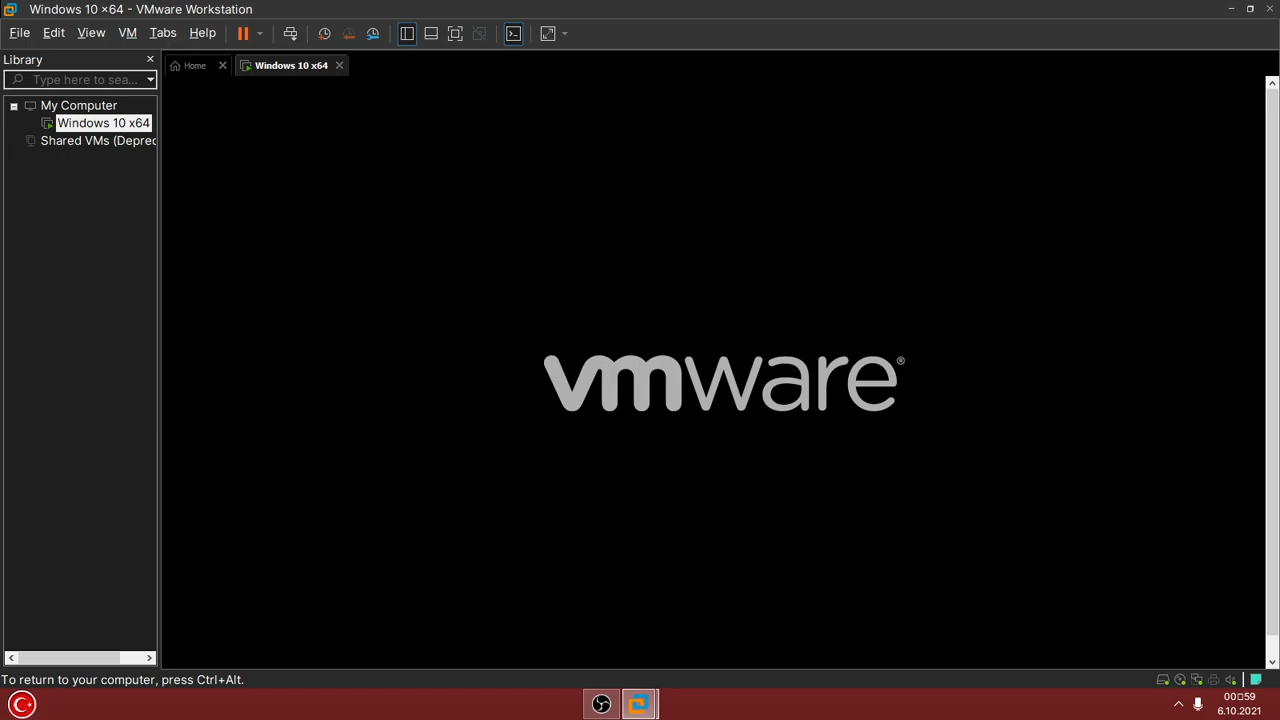 Windows 10 ×64 - VMware Workstation
File Edit View VM Tabs Help
Library
Type here to sea...
Home
Windows 10 x64
My Computer
Windows 10 x64
Shared VMs (Deprec
vmware®
To return to your computer, press Ctrl+Alt.
00□59
6.10.2021